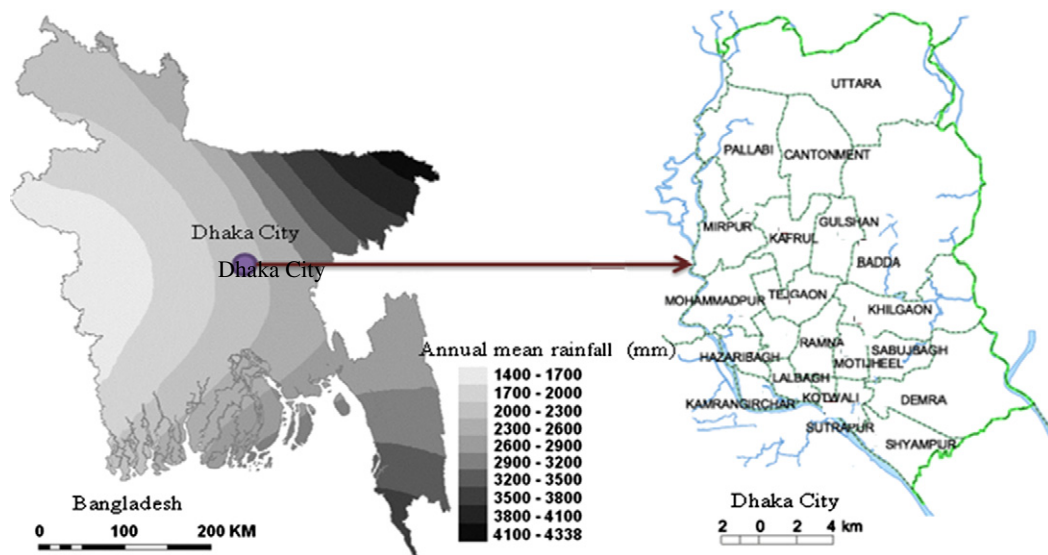 Dhaka City
Dhaka City
Annual mean rainfall (mm)
1400 - 1700
1700 - 2000
2000 - 2300
2300 - 2600
2600 - 2900
2900 - 3200
3200 - 3500
3500 - 3800
3800 - 4100
4100 - 4338
Bangladesh
0 100 200 KM
UTTARA
PALLABI
CANTONMENT
MIRPUR
KAFRUL
GULSHAN
BADDA
MOHAMMADPUR
TEJGAON
KHILGAON
HAZARIBAGH
RAMNA
MOTIJHEEL
SABUJBAGH
LALBAGH
KAMRANGIRCHAR
KOTWALI
DEMRA
SUTRAPUR
SHYAMPUR
Dhaka City
2 0 2 4 km